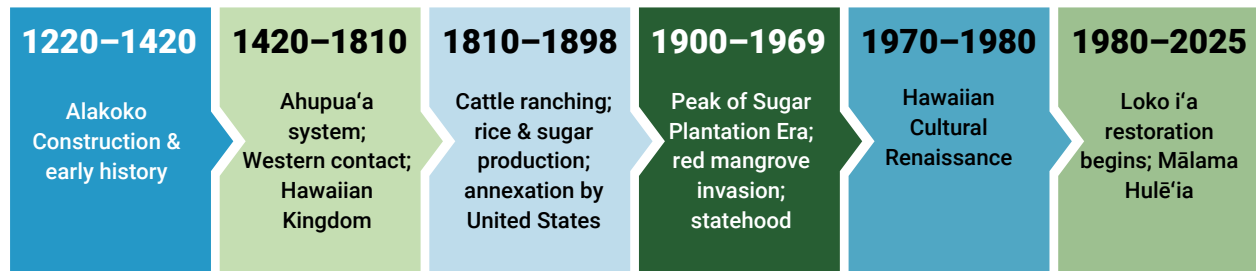 1220–1420
Alakoko
Construction &
early history
1420–1810
Ahupuaʻa
system;
Western contact;
Hawaiian
Kingdom
1810–1898
Cattle ranching;
rice & sugar
production;
annexation by
United States
1900–1969
Peak of Sugar
Plantation Era;
red mangrove
invasion;
statehood
1970–1980
Hawaiian
Cultural
Renaissance
1980–2025
Loko iʻa
restoration
begins; Mālama
Hulēʻia